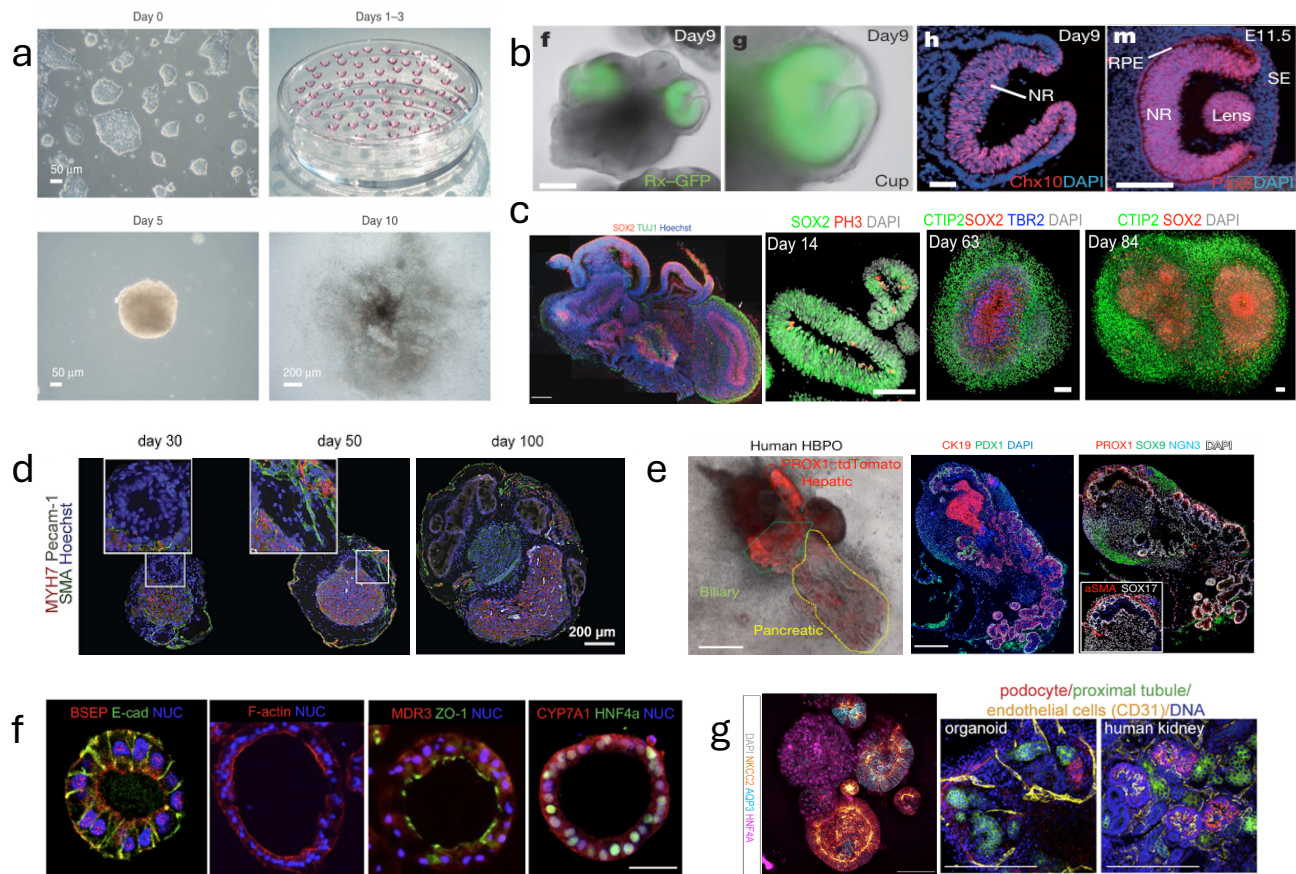 a
Day 0
Days 1–3
50 μm
Day 5
Day 10
50 μm
200 μm
b
f
Day9
Rx–GFP
g
Day9
Cup
h
Day9
NR
Chx10DAPI
m
E11.5
RPE
SE
NR
Lens
Pax6DAPI
c
SOX2 TUJ1 Hoechst
SOX2 PH3 DAPI
Day 14
CTIP2SOX2 TBR2 DAPI
Day 63
CTIP2 SOX2 DAPI
Day 84
d
day 30
day 50
day 100
MYH7 Pecam-1
SMA Hoechst
200 μm
e
Human HBPO
PROX1::tdTomato
Hepatic
Biliary
Pancreatic
CK19 PDX1 DAPI
PROX1 SOX9 NGN3 DAPI
aSMA SOX17
f
BSEP E-cad NUC
F-actin NUC
MDR3 ZO-1 NUC
CYP7A1 HNF4a NUC
g
DAPI NKCC2 AQP3 HNF4A
podocyte/proximal tubule/
endothelial cells (CD31)/DNA
organoid
human kidney